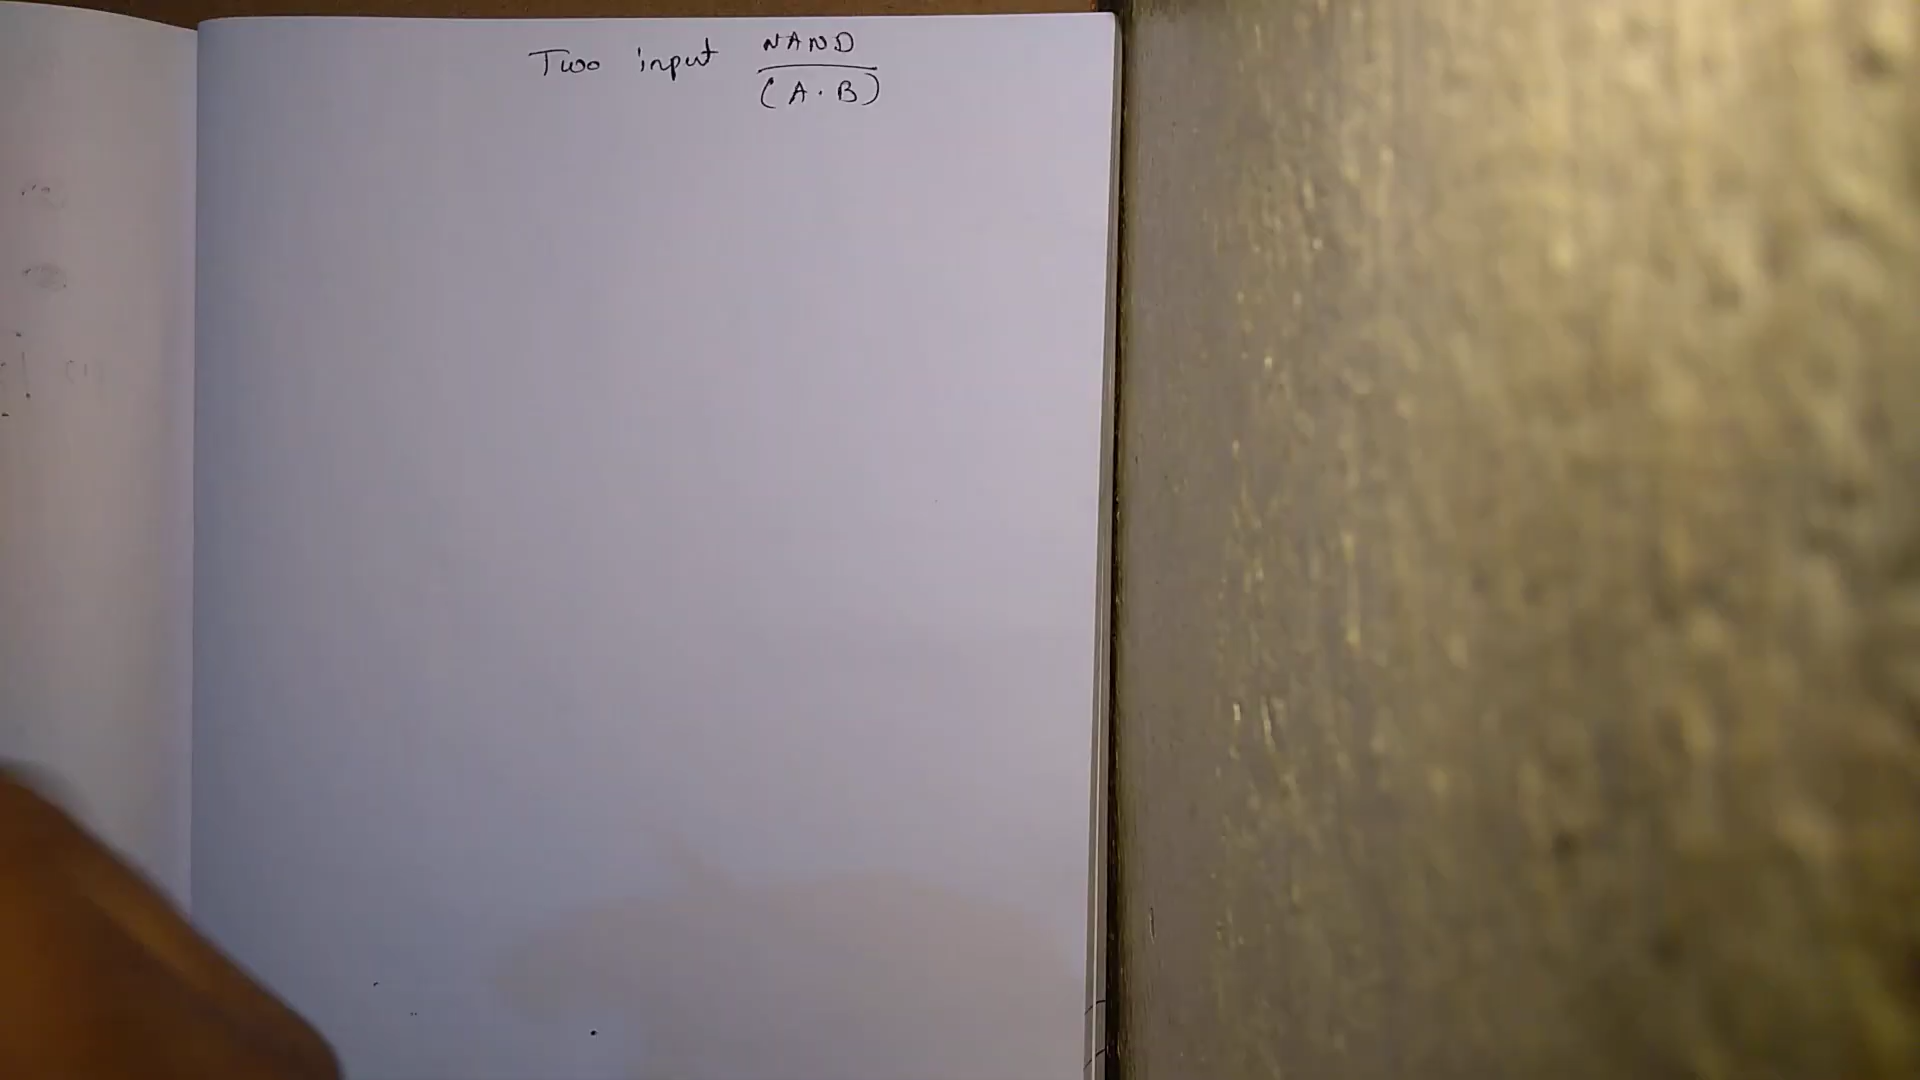 Two input NAND
(A · B)